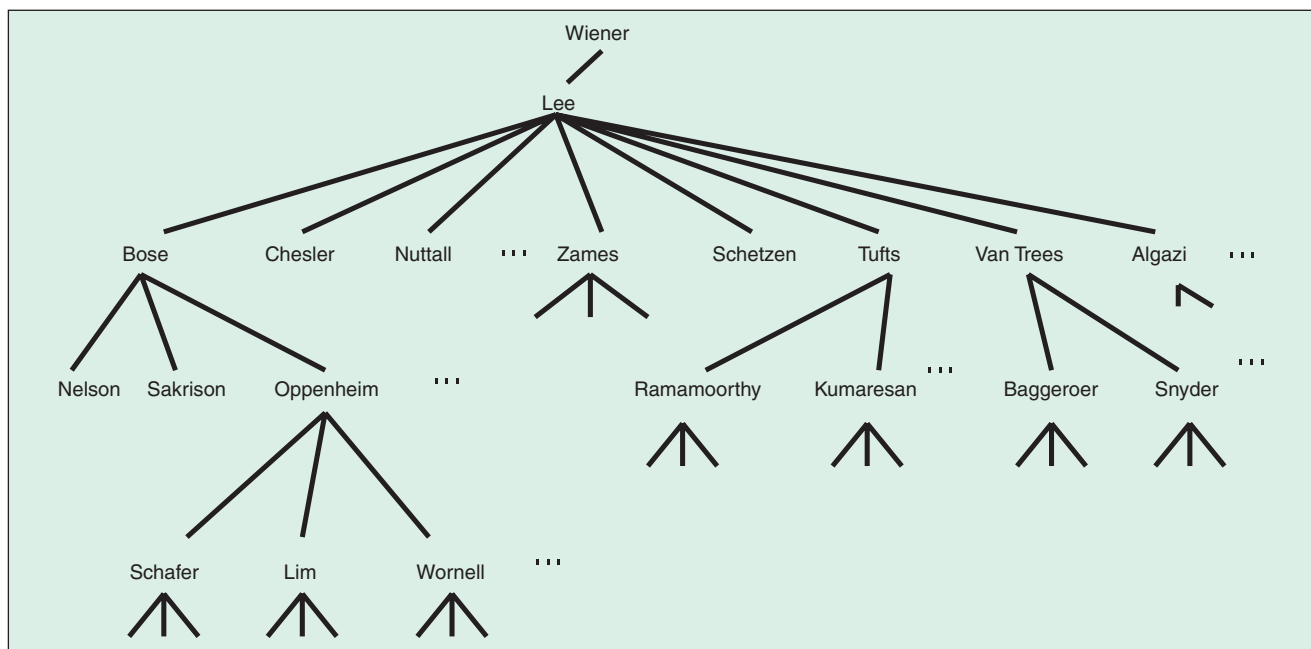 Wiener
Lee
Bose Chesler Nuttall ... Zames Schetzen Tufts Van Trees Algazi ...
Nelson Sakrison Oppenheim ... Ramamoorthy Kumaresan ... Baggeroer Snyder ...
Schafer Lim Wornell ...